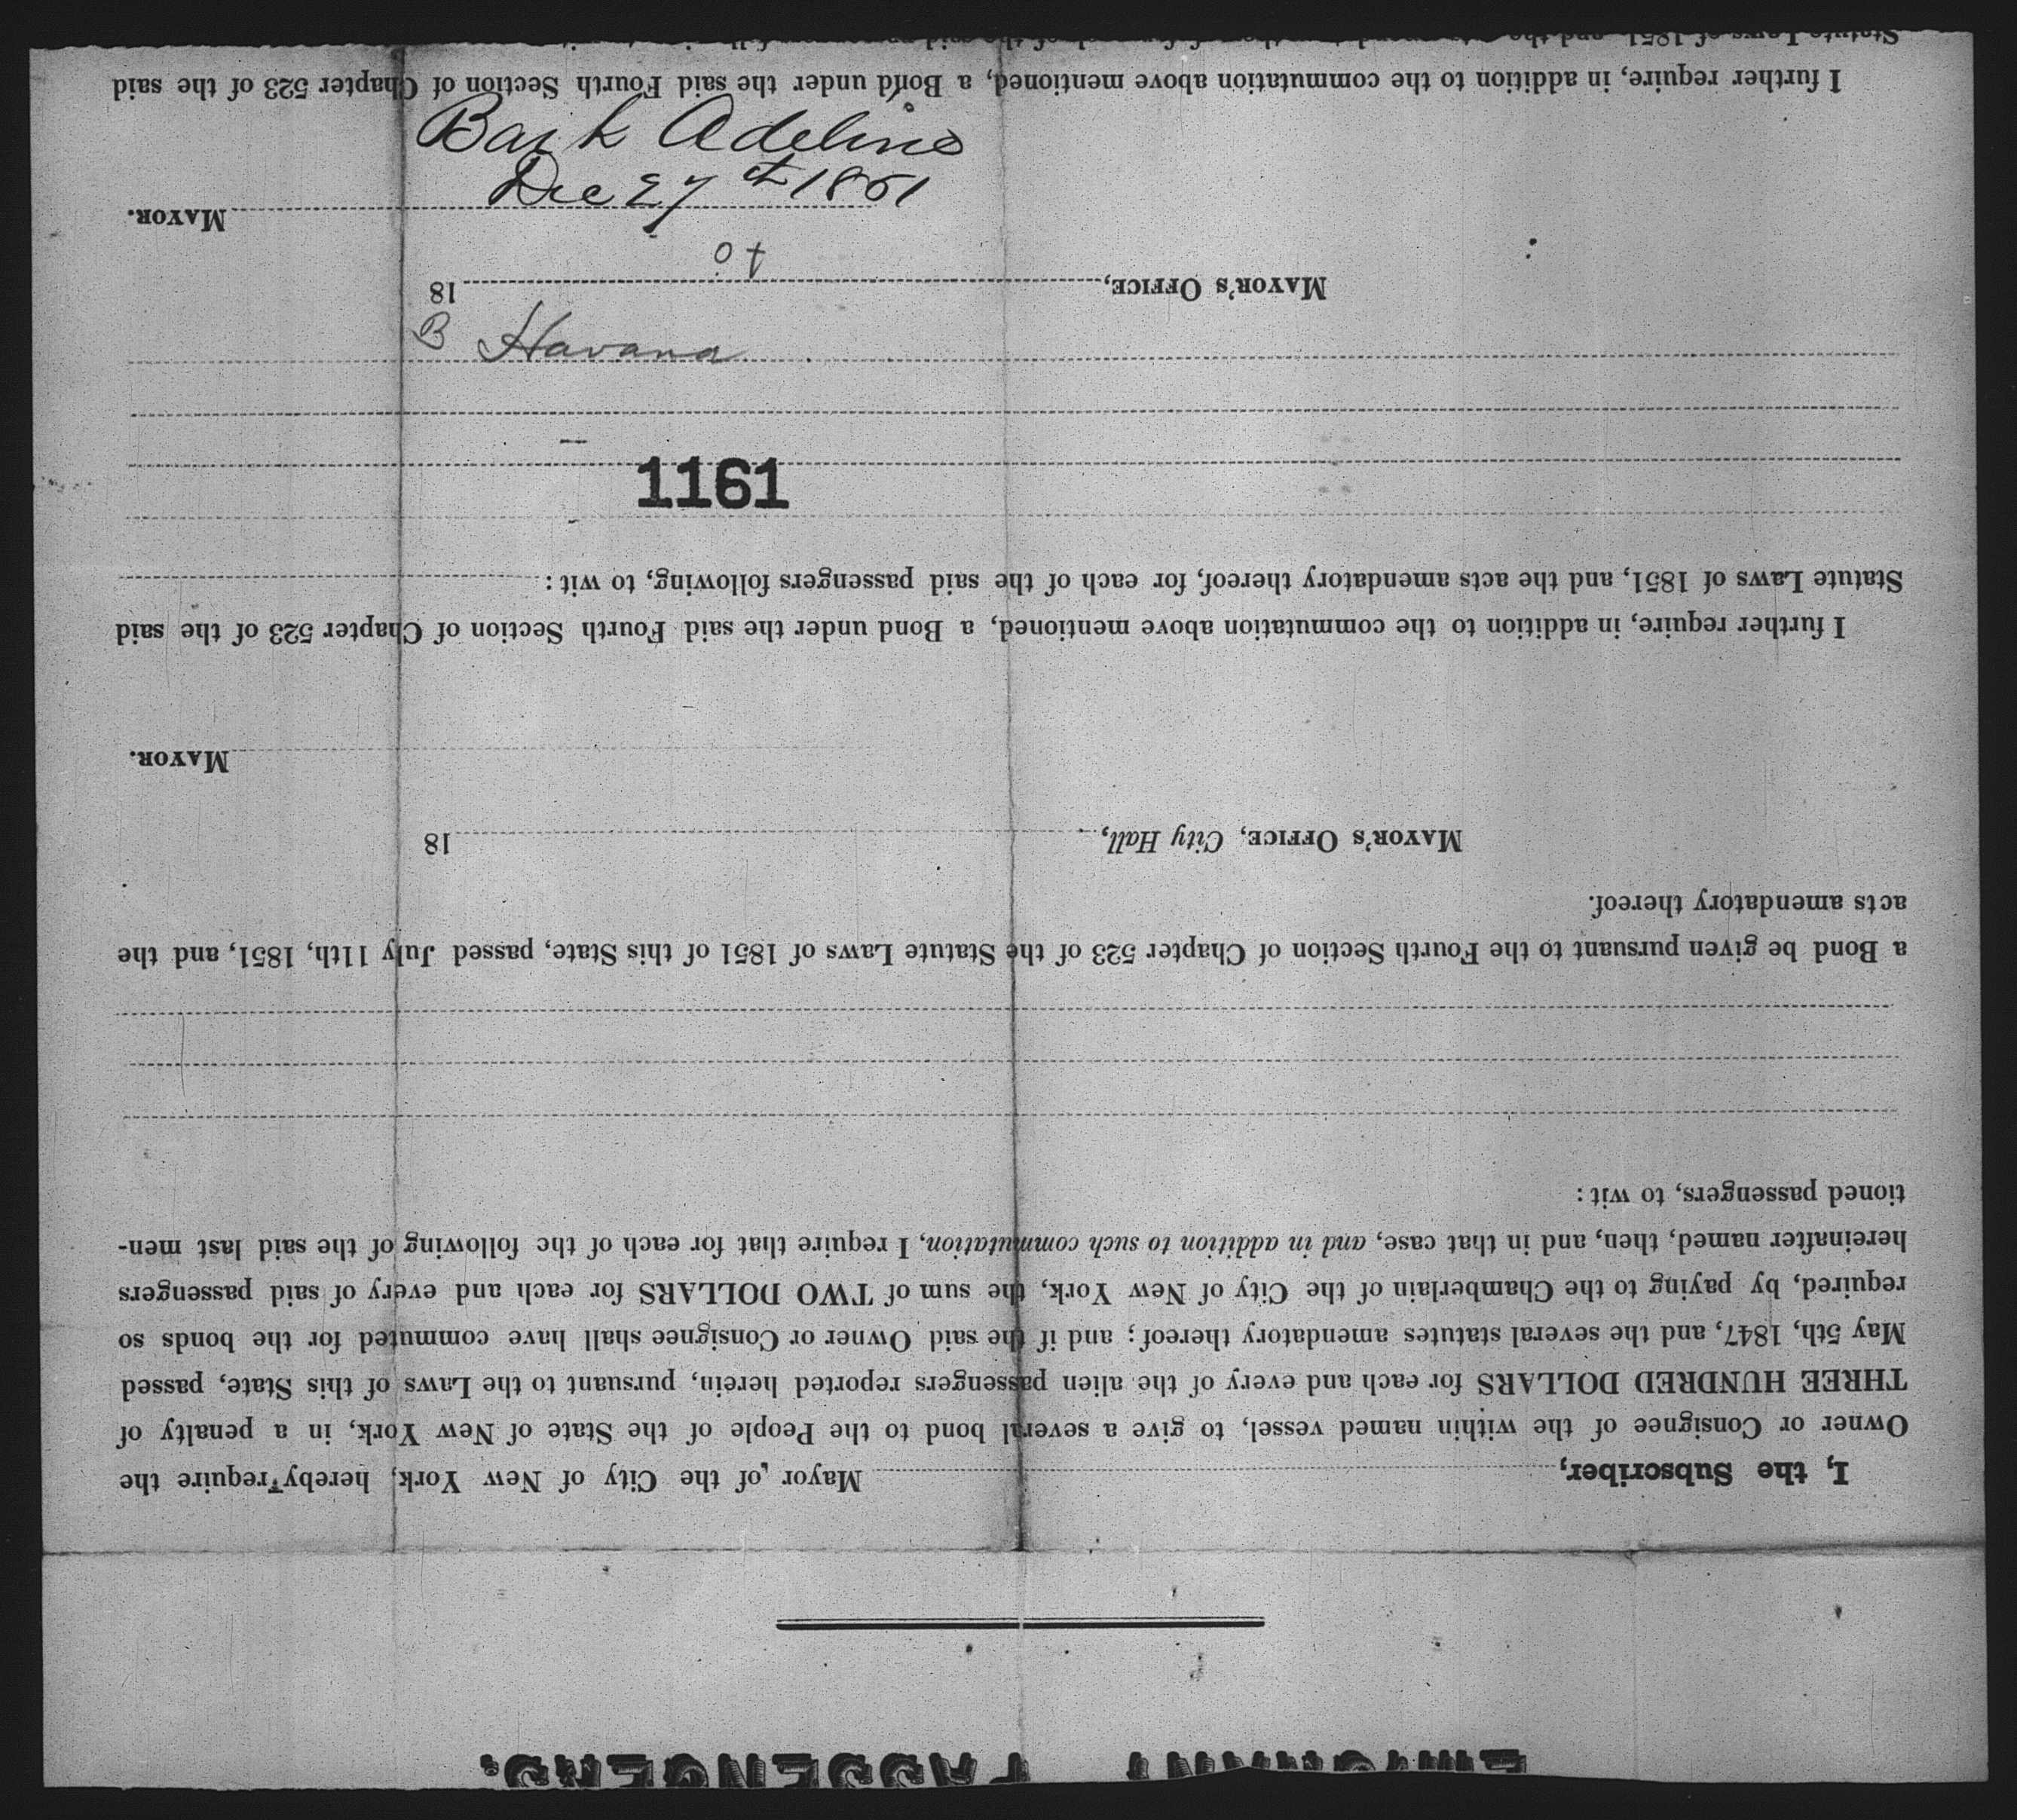 Bark Adeline
Dec 27th 1861
B Havana
1161
EMIGRANT PASSENGERS.
I, the Subscriber, Mayor of the City of New York, hereby require the
Owner or Consignee of the within named vessel, to give a several bond to the People of the State of New York, in a penalty of
THREE HUNDRED DOLLARS for each and every of the alien passengers reported herein, pursuant to the Laws of this State, passed
May 5th, 1847, and the several statutes amendatory thereof; and if the said Owner or Consignee shall have commuted for the bonds so
required, by paying to the Chamberlain of the City of New York, the sum of TWO DOLLARS for each and every of said passengers
hereinafter named, then, and in that case, and in addition to such commutation, I require that for each of the following of the said last men-
tioned passengers, to wit:
a Bond be given pursuant to the Fourth Section of Chapter 523 of the Statute Laws of 1851 of this State, passed July 11th, 1851, and the
acts amendatory thereof.
MAYOR'S OFFICE, City Hall, 18
MAYOR.
I further require, in addition to the commutation above mentioned, a Bond under the said Fourth Section of Chapter 523 of the said
Statute Laws of 1851, and the acts amendatory thereof, for each of the said passengers following, to wit:
MAYOR'S OFFICE, 18
MAYOR.
I further require, in addition to the commutation above mentioned, a Bond under the said Fourth Section of Chapter 523 of the said
Statute Laws of 1851, and the